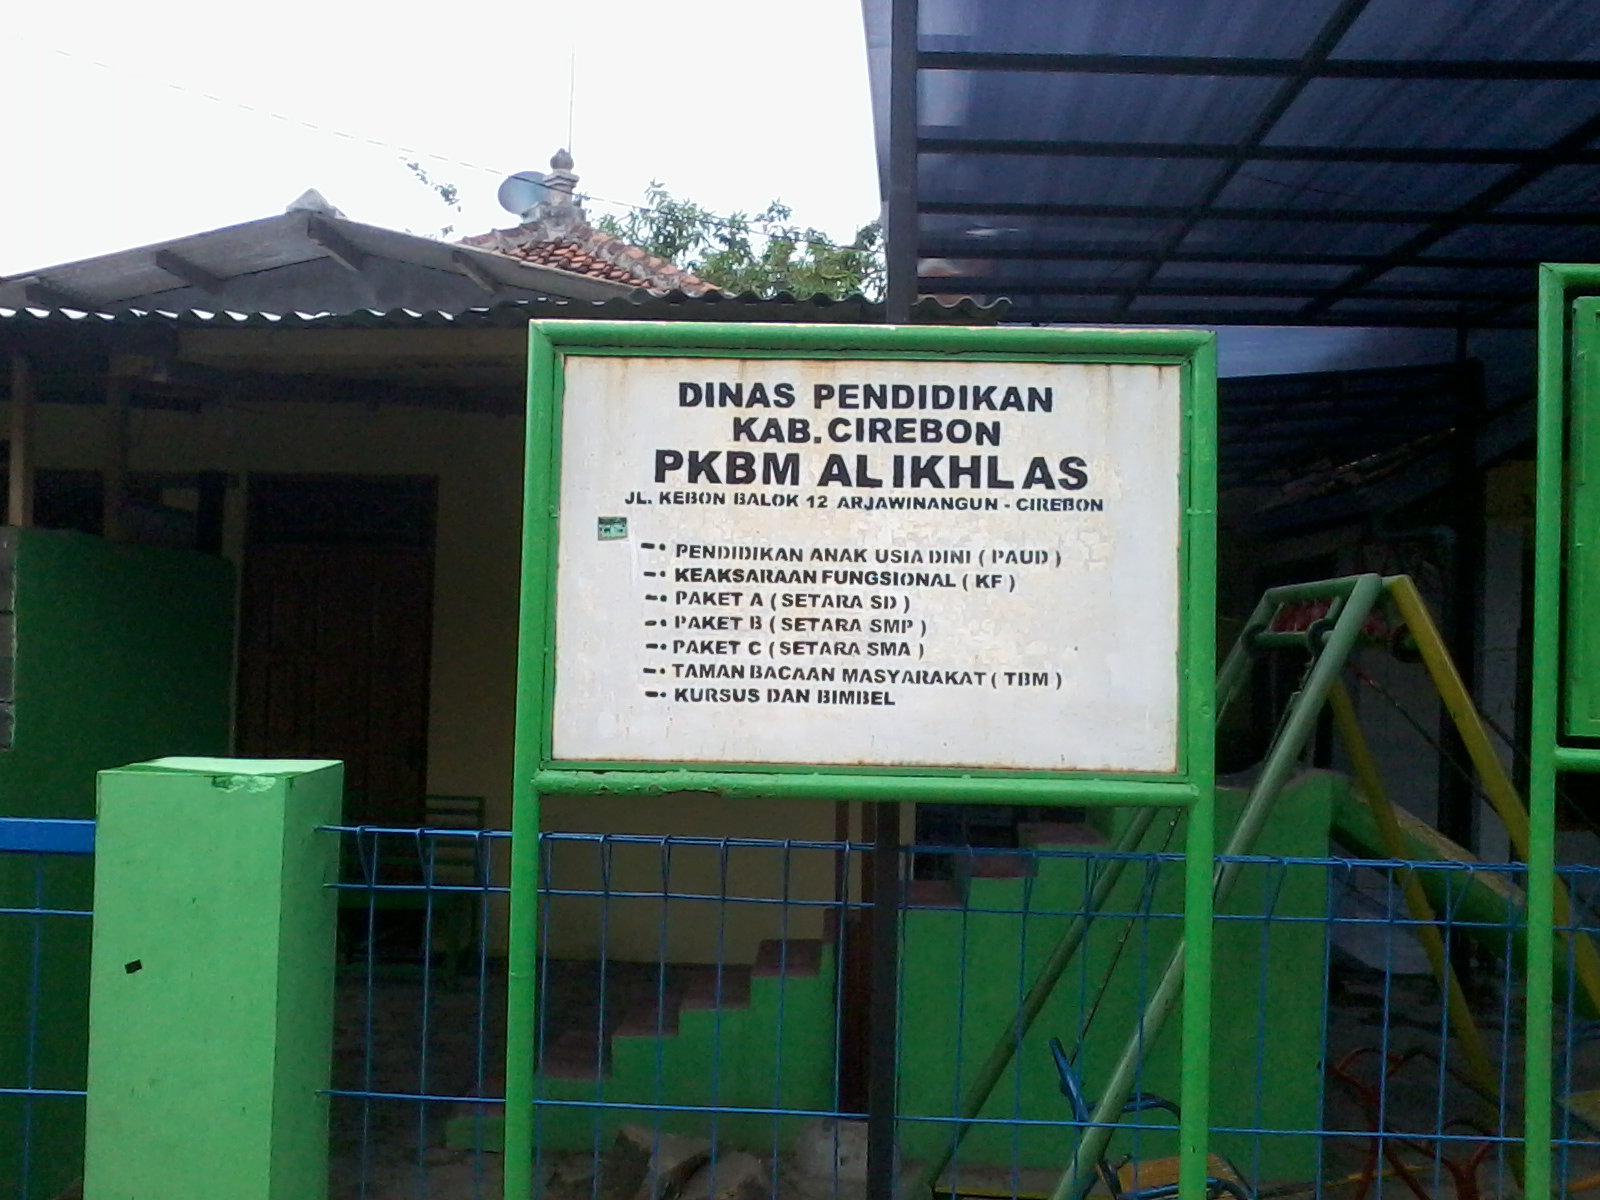 DINAS PENDIDIKAN
KAB.CIREBON
PKBM AL IKHLAS
JL. KEBON BALOK 12 ARJAWINANGUN - CIREBON
-• PENDIDIKAN ANAK USIA DINI ( PAUD )
-• KEAKSARAAN FUNGSIONAL ( KF )
-• PAKET A ( SETARA SD )
-• PAKET B ( SETARA SMP )
-• PAKET C ( SETARA SMA )
-• TAMAN BACAAN MASYARAKAT ( TBM )
-• KURSUS DAN BIMBEL